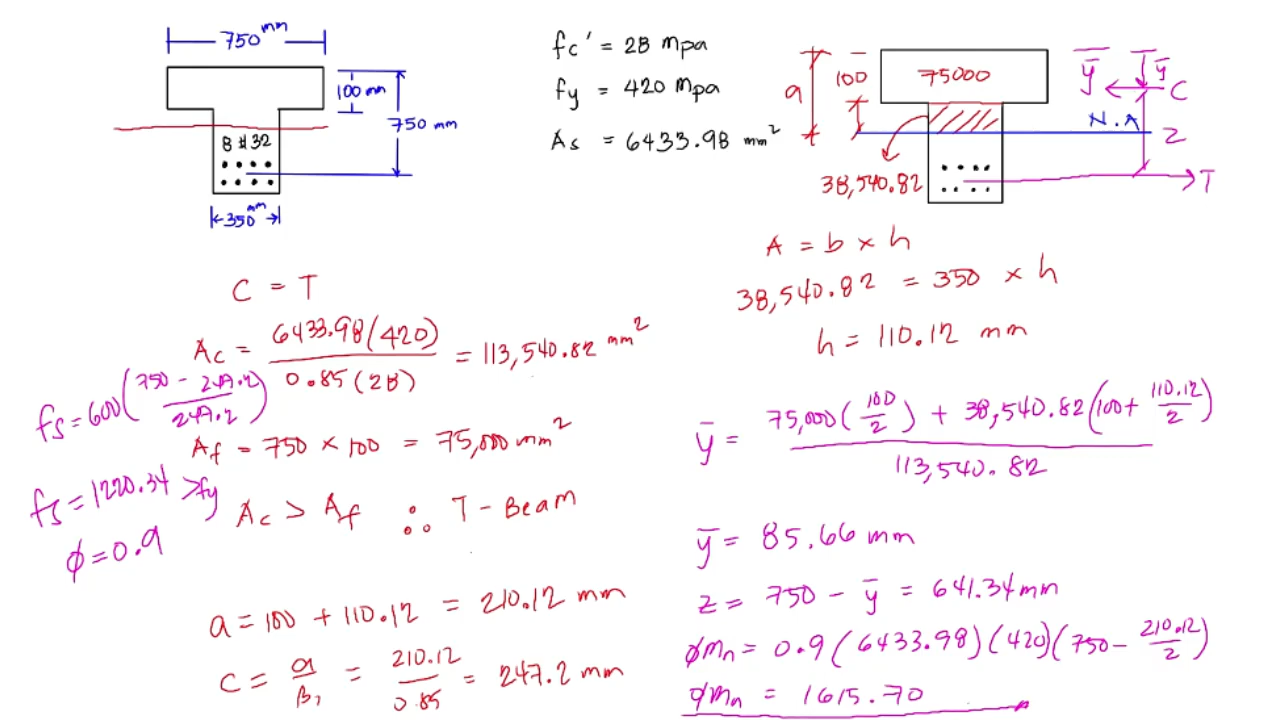 750 mm
100 mm
750 mm
8 # 32
350 mm
fc' = 28 Mpa
fy = 420 Mpa
As = 6433.98 mm²
a
100
75000
ȳ
ȳ
C
N.A
Z
T
38,540.82
C = T
Ac = 6433.98(420) / 0.85(28) = 113,540.82 mm²
fs = 600(750 - 247.2 / 247.2)
Af = 750 × 100 = 75,000 mm²
fs = 1220.34 > fy
Ac > Af ∴ T - Beam
ϕ = 0.9
a = 100 + 110.12 = 210.12 mm
c = a / β₁ = 210.12 / 0.85 = 247.2 mm
A = b × h
38,540.82 = 350 × h
h = 110.12 mm
ȳ = 75,000(100/2) + 38,540.82(100 + 110.12/2) / 113,540.82
ȳ = 85.66 mm
z = 750 - ȳ = 641.34 mm
ϕMn = 0.9(6433.98)(420)(750 - 210.12/2)
ϕMn = 1615.70